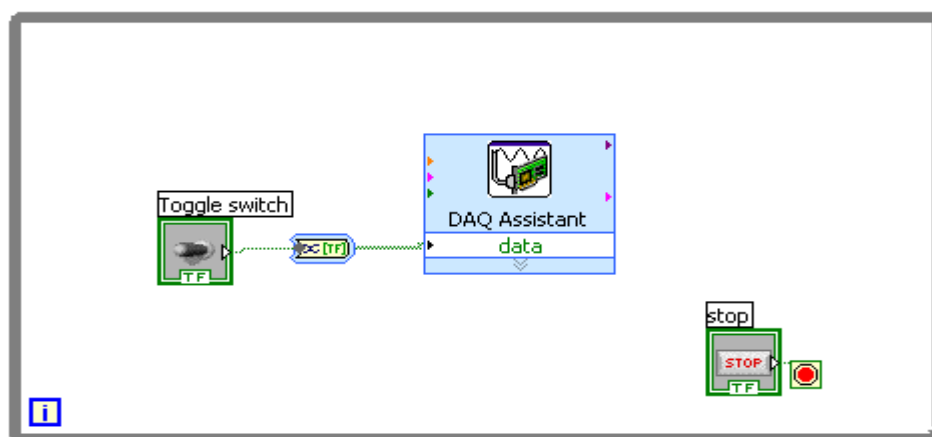 Toggle switch
TF
[TF]
DAQ Assistant
data
stop
STOP
TF
i